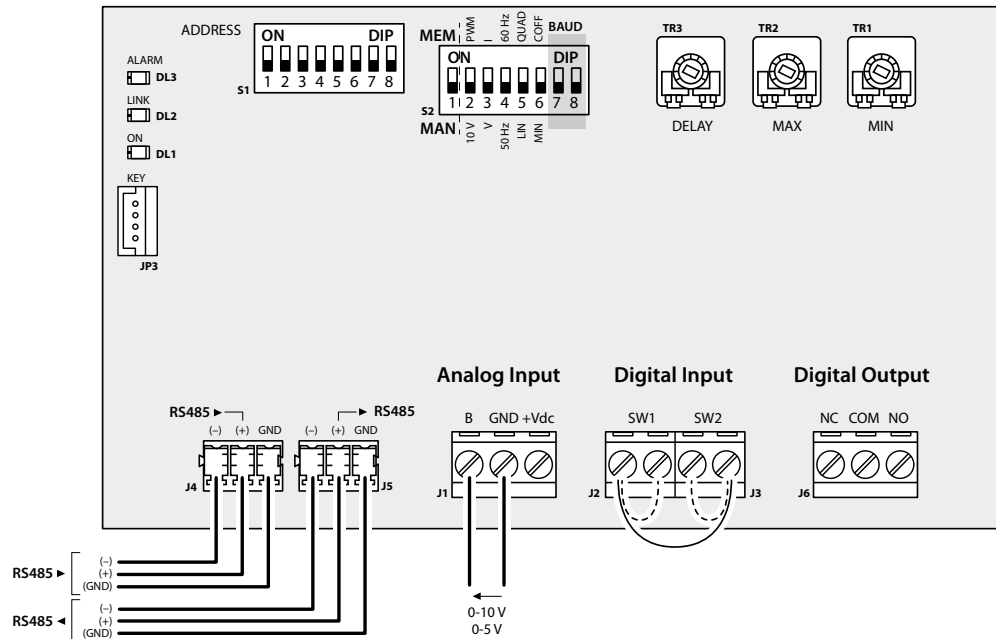 ADDRESS
ON DIP
1 2 3 4 5 6 7 8
S1
MEM PWM I 60 Hz QUAD COFF BAUD
ON DIP
1 2 3 4 5 6 7 8
S2
MAN 10 V V 50 Hz LIN MIN
TR3 TR2 TR1
DELAY MAX MIN
ALARM
DL3
LINK
DL2
ON
DL1
KEY
JP3
Analog Input Digital Input Digital Output
RS485 ► ► RS485
(–) (+) GND (–) (+) GND
B GND +Vdc SW1 SW2 NC COM NO
J4 J5 J1 J2 J3 J6
RS485 ►
(–)
(+)
(GND)
RS485 ◄
(–)
(+)
(GND)
0-10 V
0-5 V